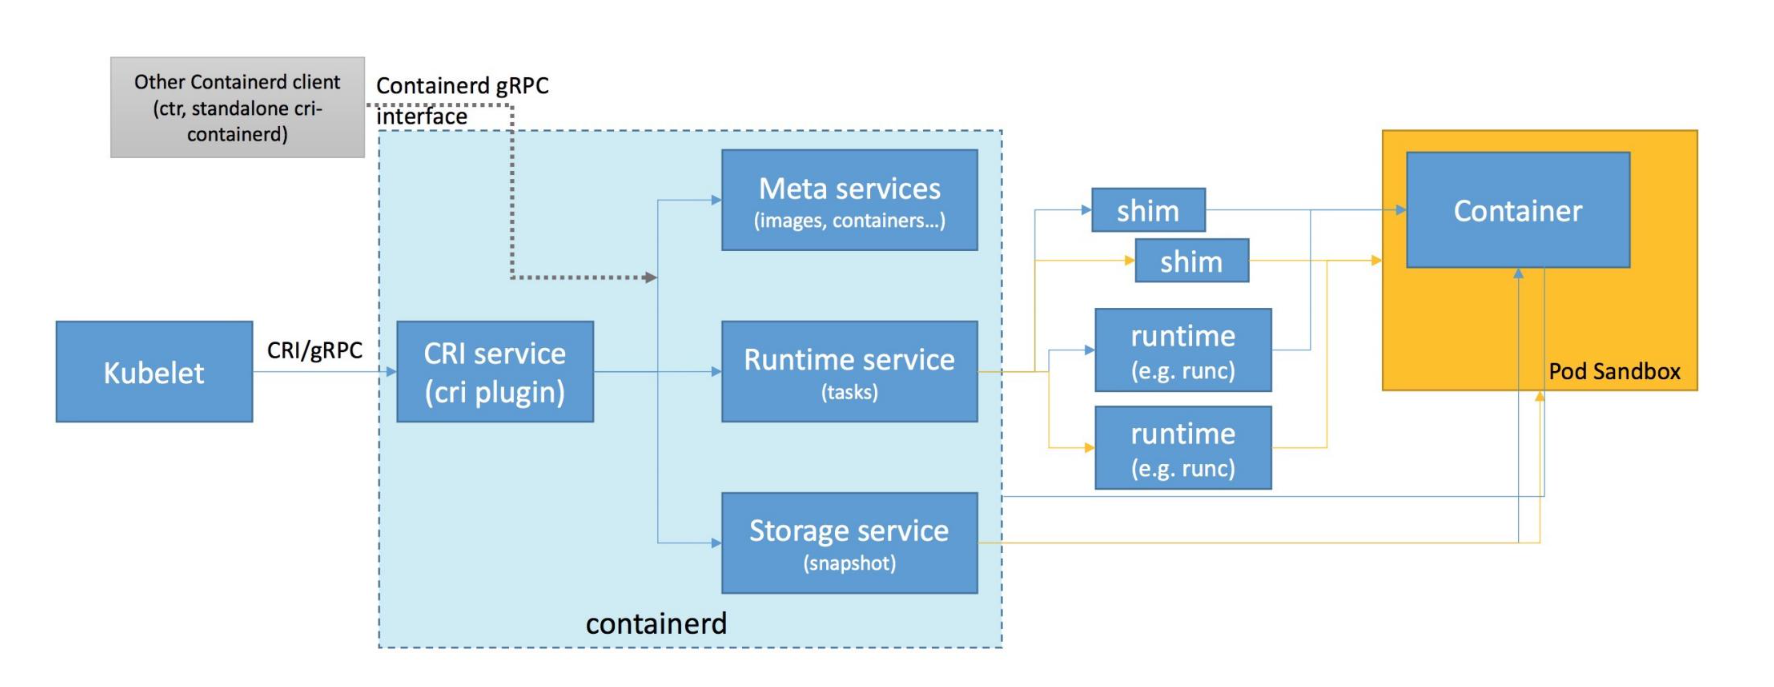 Other Containerd client
(ctr, standalone cri-
containerd)
Containerd gRPC
interface
Meta services
(images, containers...)
shim
Container
shim
Kubelet
CRI/gRPC
CRI service
(cri plugin)
Runtime service
(tasks)
runtime
(e.g. runc)
Pod Sandbox
runtime
(e.g. runc)
Storage service
(snapshot)
containerd